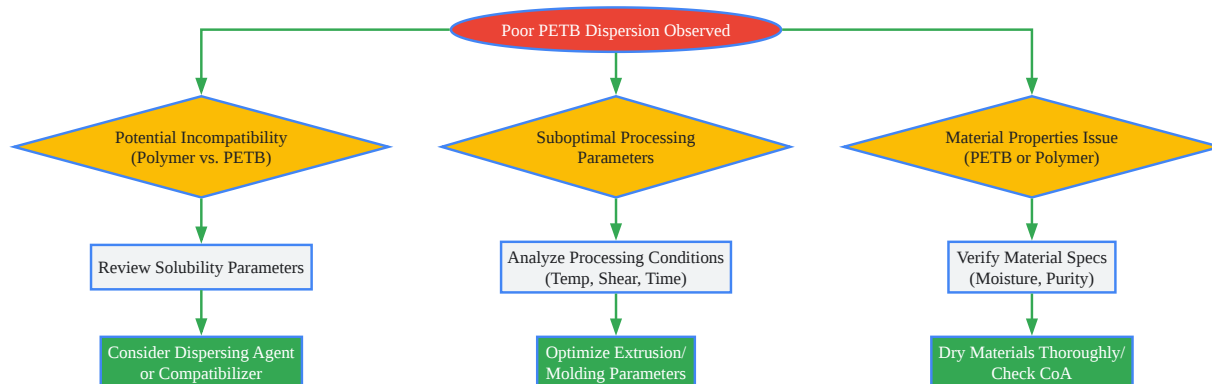 Poor PETB Dispersion Observed
Potential Incompatibility
(Polymer vs. PETB)
Suboptimal Processing
Parameters
Material Properties Issue
(PETB or Polymer)
Review Solubility Parameters
Analyze Processing Conditions
(Temp, Shear, Time)
Verify Material Specs
(Moisture, Purity)
Consider Dispersing Agent
or Compatibilizer
Optimize Extrusion/
Molding Parameters
Dry Materials Thoroughly/
Check CoA